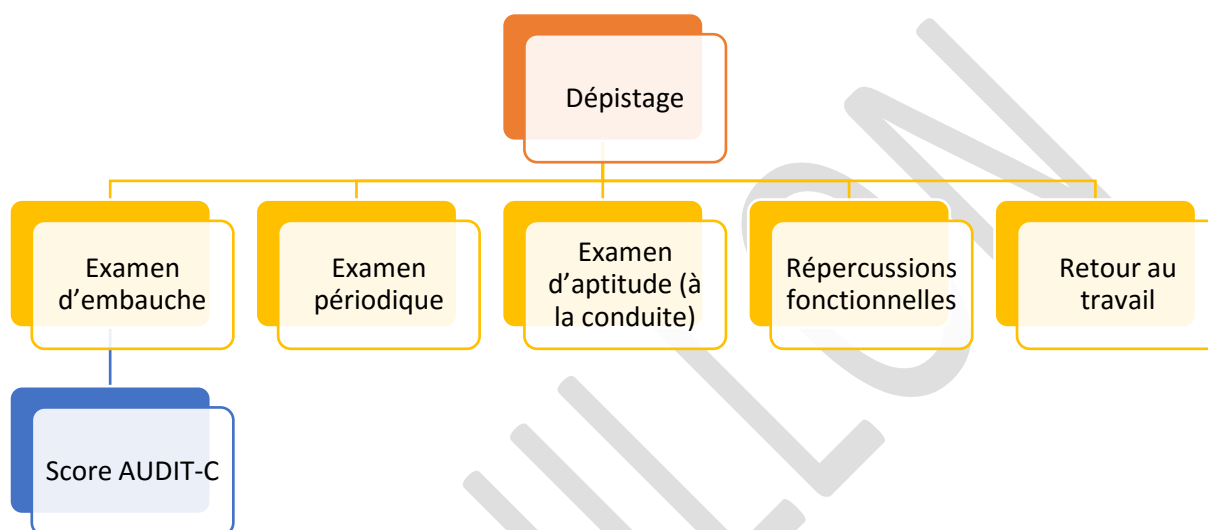 Dépistage
Examen
d’embauche
Examen
périodique
Examen
d’aptitude (à
la conduite)
Répercussions
fonctionnelles
Retour au
travail
Score AUDIT-C